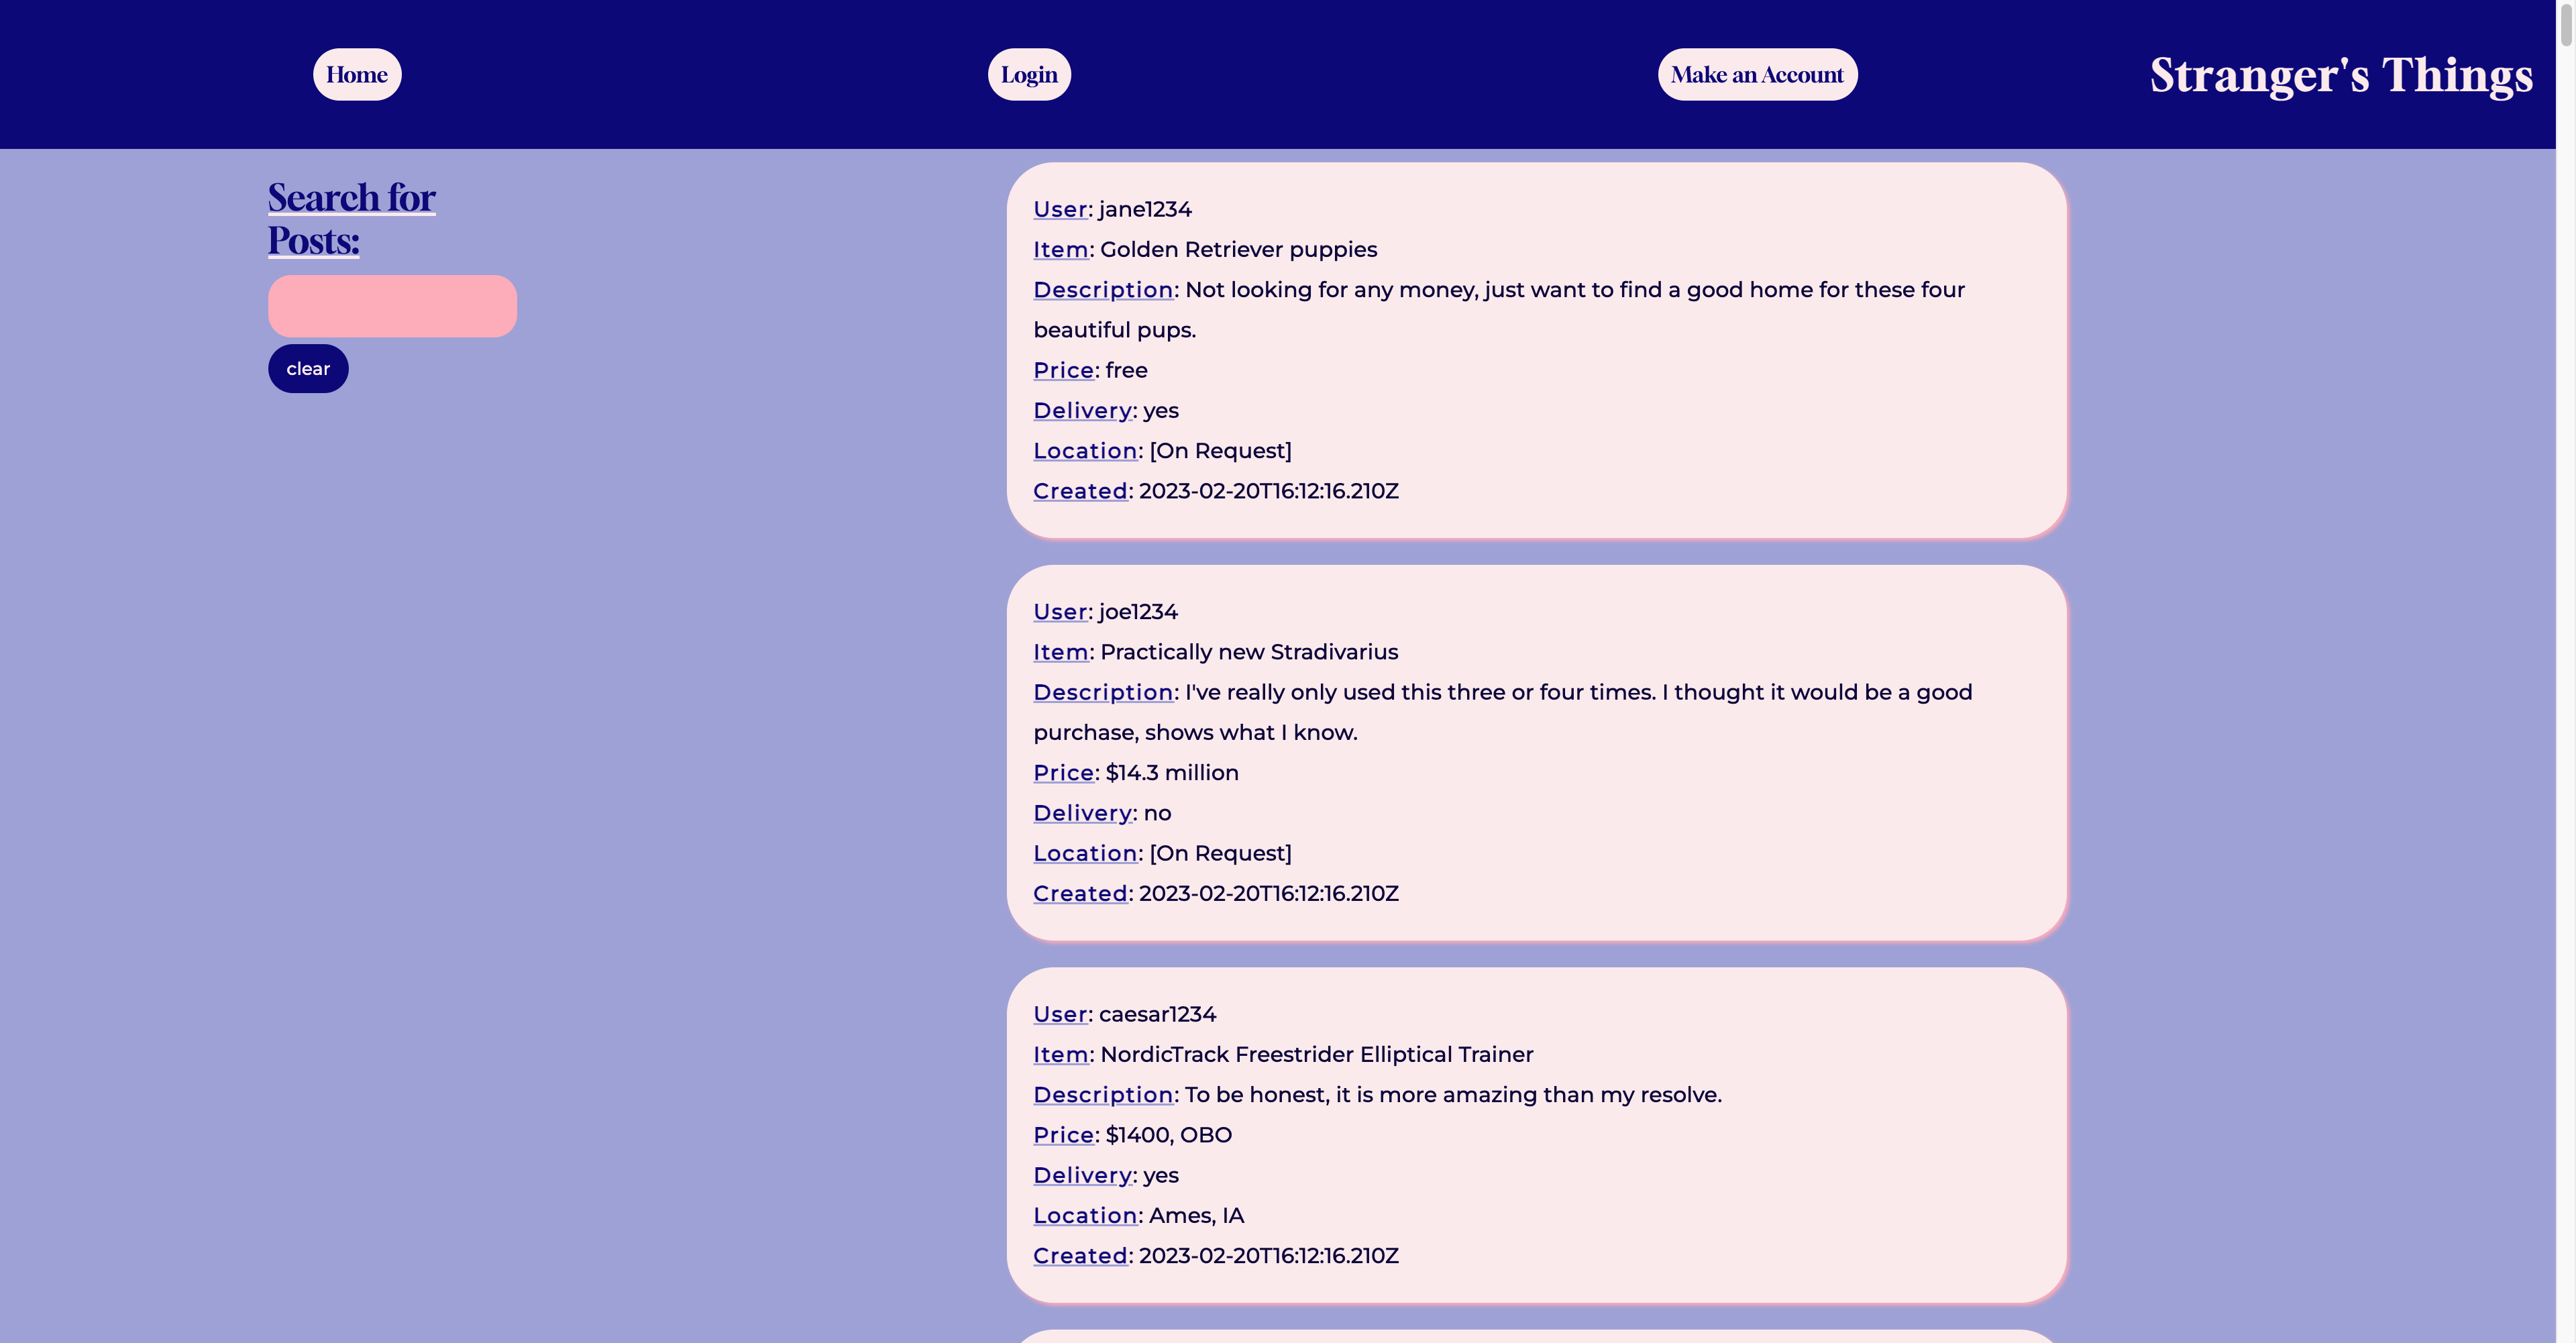 Home
Login
Make an Account
Stranger's Things
Search for
Posts:
clear
User: jane1234
Item: Golden Retriever puppies
Description: Not looking for any money, just want to find a good home for these four
beautiful pups.
Price: free
Delivery: yes
Location: [On Request]
Created: 2023-02-20T16:12:16.210Z
User: joe1234
Item: Practically new Stradivarius
Description: I've really only used this three or four times. I thought it would be a good
purchase, shows what I know.
Price: $14.3 million
Delivery: no
Location: [On Request]
Created: 2023-02-20T16:12:16.210Z
User: caesar1234
Item: NordicTrack Freestrider Elliptical Trainer
Description: To be honest, it is more amazing than my resolve.
Price: $1400, OBO
Delivery: yes
Location: Ames, IA
Created: 2023-02-20T16:12:16.210Z